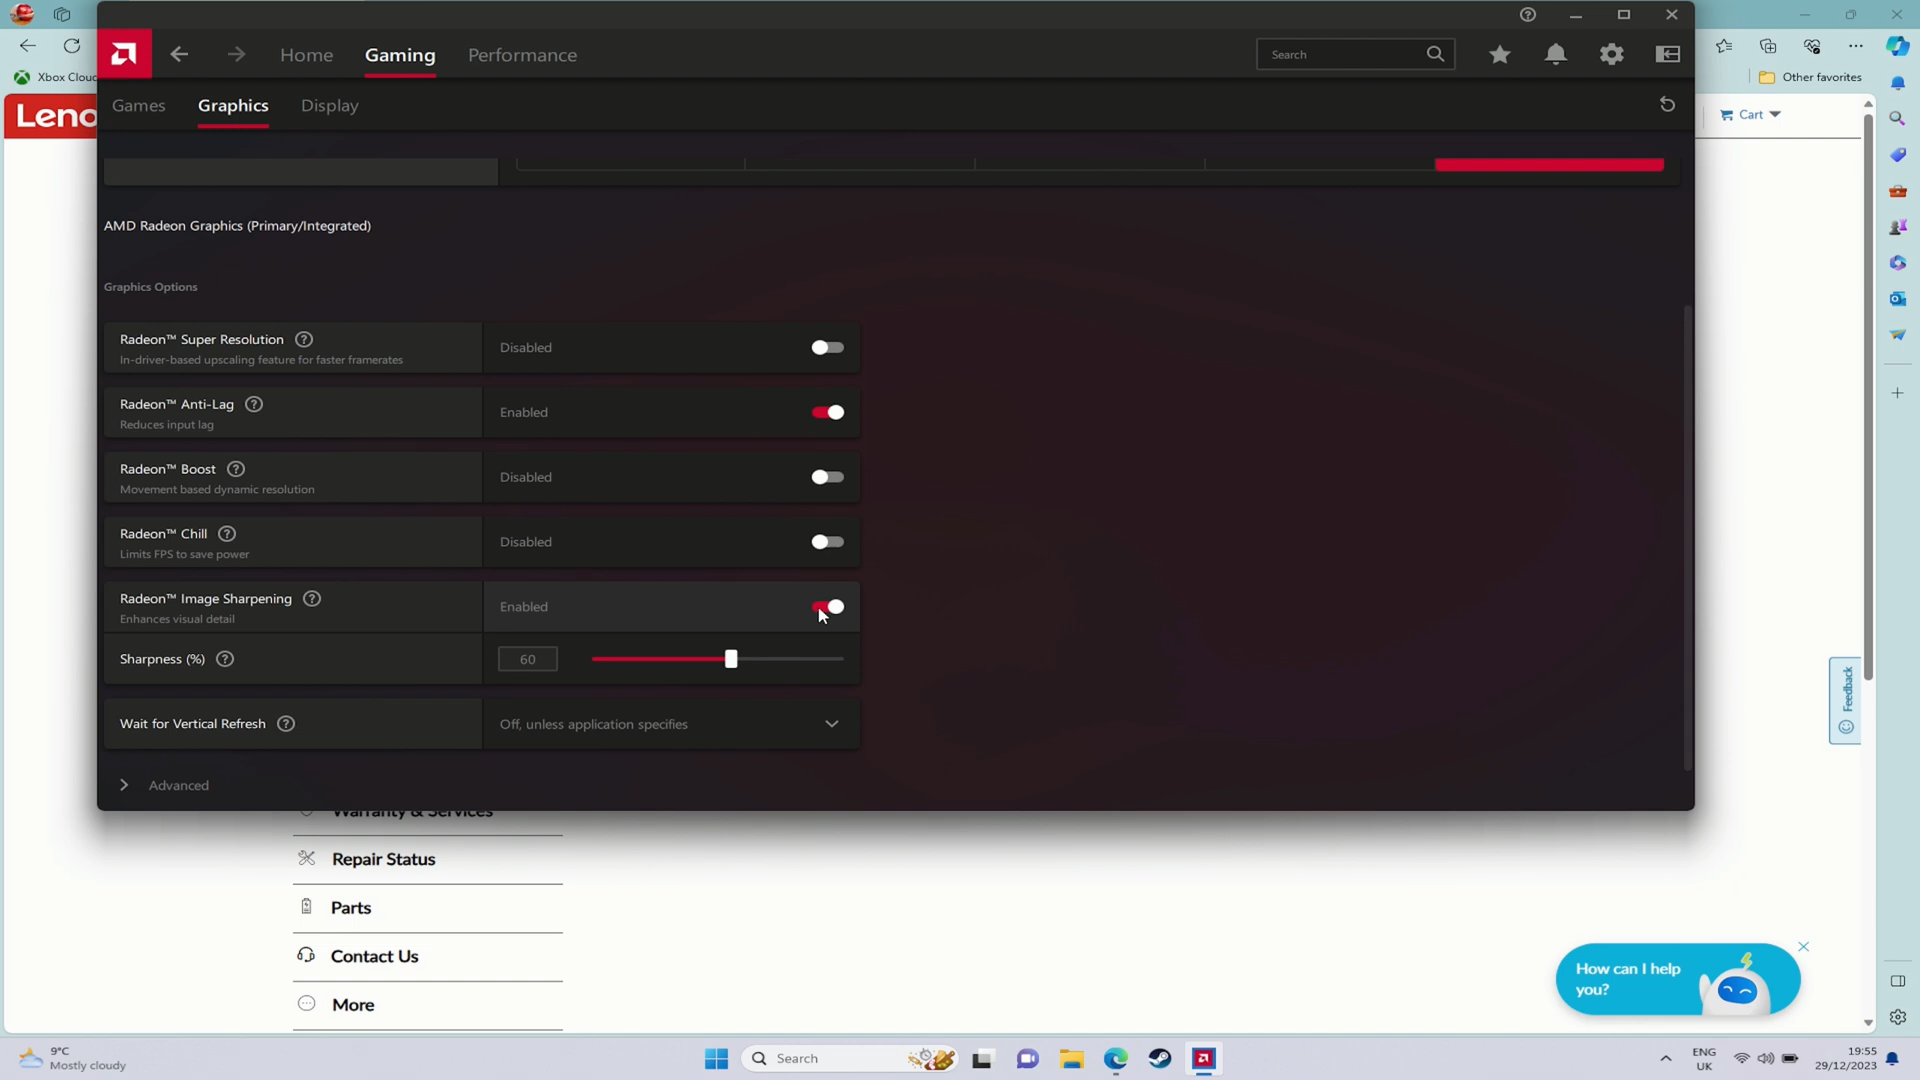 Home
Gaming
Performance
Search
Xbox Clou
Other favorites
Games
Graphics
Display
Leno
Cart
AMD Radeon Graphics (Primary/Integrated)
Graphics Options
Radeon™ Super Resolution
In-driver-based upscaling feature for faster framerates
Disabled
Radeon™ Anti-Lag
Reduces input lag
Enabled
Radeon™ Boost
Movement based dynamic resolution
Disabled
Radeon™ Chill
Limits FPS to save power
Disabled
Radeon™ Image Sharpening
Enhances visual detail
Enabled
Sharpness (%)
60
Wait for Vertical Refresh
Off, unless application specifies
Feedback
Advanced
Warranty & Services
Repair Status
Parts
Contact Us
More
How can I help
you?
9°C
Mostly cloudy
Search
ENG
UK
19:55
29/12/2023